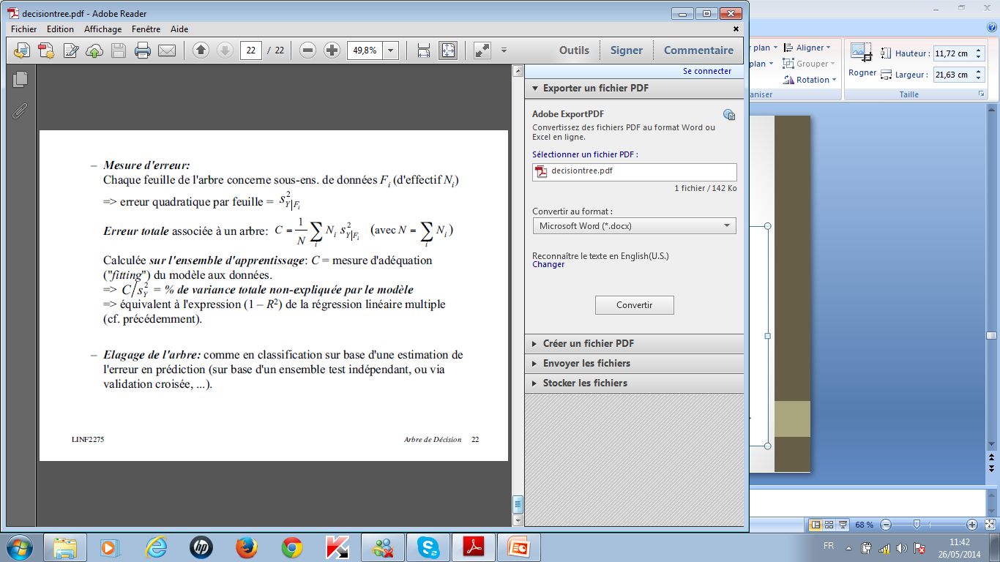 decisiontree.pdf - Adobe Reader
Fichier Edition Affichage Fenêtre Aide
22 / 22 49,8% Outils Signer Commentaire
Se connecter
Exporter un fichier PDF
Adobe ExportPDF
Convertissez des fichiers PDF au format Word ou
Excel en ligne.
Sélectionner un fichier PDF :
decisiontree.pdf
1 fichier / 142 Ko
Convertir au format :
Microsoft Word (*.docx)
Reconnaître le texte en English(U.S.)
Changer
Convertir
Créer un fichier PDF
Envoyer les fichiers
Stocker les fichiers
– Mesure d'erreur:
Chaque feuille de l'arbre concerne sous-ens. de données F_i (d'effectif N_i)
=> erreur quadratique par feuille = s²_{Y|F_i}
Erreur totale associée à un arbre: C = 1/N ∑_i N_i s²_{Y|F_i} (avec N = ∑_i N_i)
Calculée sur l'ensemble d'apprentissage: C = mesure d'adéquation
("fitting") du modèle aux données.
=> C/s²_Y = % de variance totale non-expliquée par le modèle
=> équivalent à l'expression (1 – R²) de la régression linéaire multiple
(cf. précédemment).
– Elagage de l'arbre: comme en classification sur base d'une estimation de
l'erreur en prédiction (sur base d'un ensemble test indépendant, ou via
validation croisée, ...).
LINF2275 Arbre de Décision 22
plan Aligner
plan Grouper
Rotation
aniser
Rogner
Hauteur : 11,72 cm
Largeur : 21,63 cm
Taille
68 %
hp
FR
11:42
26/05/2014